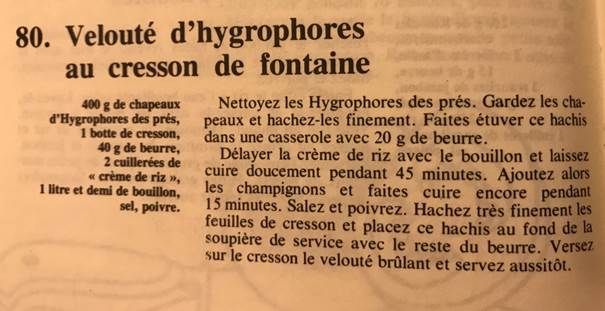 80. Velouté d'hygrophores
au cresson de fontaine
400 g de chapeaux
d'Hygrophores des prés,
1 botte de cresson,
40 g de beurre,
2 cuillerées de
« crème de riz »,
1 litre et demi de bouillon,
sel, poivre.
Nettoyez les Hygrophores des prés. Gardez les cha-
peaux et hachez-les finement. Faites étuver ce hachis
dans une casserole avec 20 g de beurre.
Délayer la crème de riz avec le bouillon et laissez
cuire doucement pendant 45 minutes. Ajoutez alors
les champignons et faites cuire encore pendant
15 minutes. Salez et poivrez. Hachez très finement les
feuilles de cresson et placez ce hachis au fond de la
soupière de service avec le reste du beurre. Versez
sur le cresson le velouté brûlant et servez aussitôt.